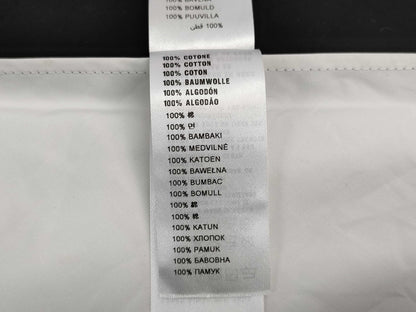 100% BOMULD
100% PUUVILLA
100% قطن
100% COTONE
100% COTTON
100% COTON
100% BAUMWOLLE
100% ALGODÓN
100% ALGODÃO
100% 棉
100% 면
100% BAMBAKI
100% MEDVILNĖ
100% KATOEN
100% BAWEŁNA
100% BUMBAC
100% BOMULL
100% 綿
100% 棉
100% KATUN
100% ХЛОПОК
100% PAMUK
100% БАВОВНА
100% ПАМУК